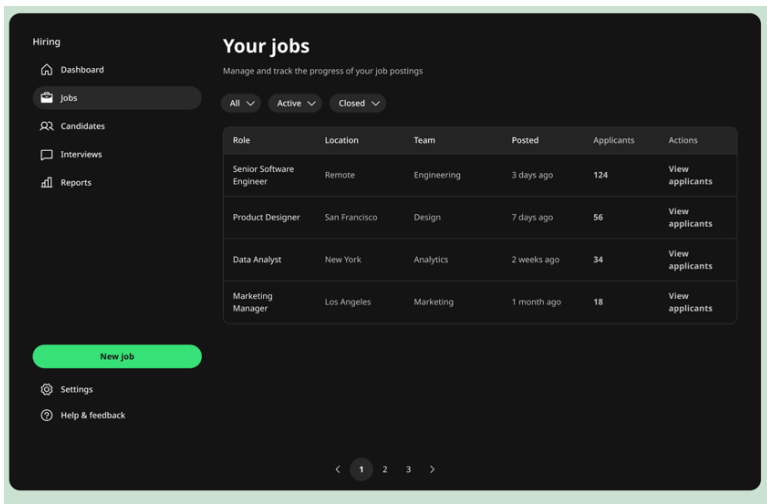 Hiring
Dashboard
Jobs
Candidates
Interviews
Reports
New job
Settings
Help & feedback
Your jobs
Manage and track the progress of your job postings
All Active Closed
Role Location Team Posted Applicants Actions
Senior Software Engineer Remote Engineering 3 days ago 124 View applicants
Product Designer San Francisco Design 7 days ago 56 View applicants
Data Analyst New York Analytics 2 weeks ago 34 View applicants
Marketing Manager Los Angeles Marketing 1 month ago 18 View applicants
1 2 3